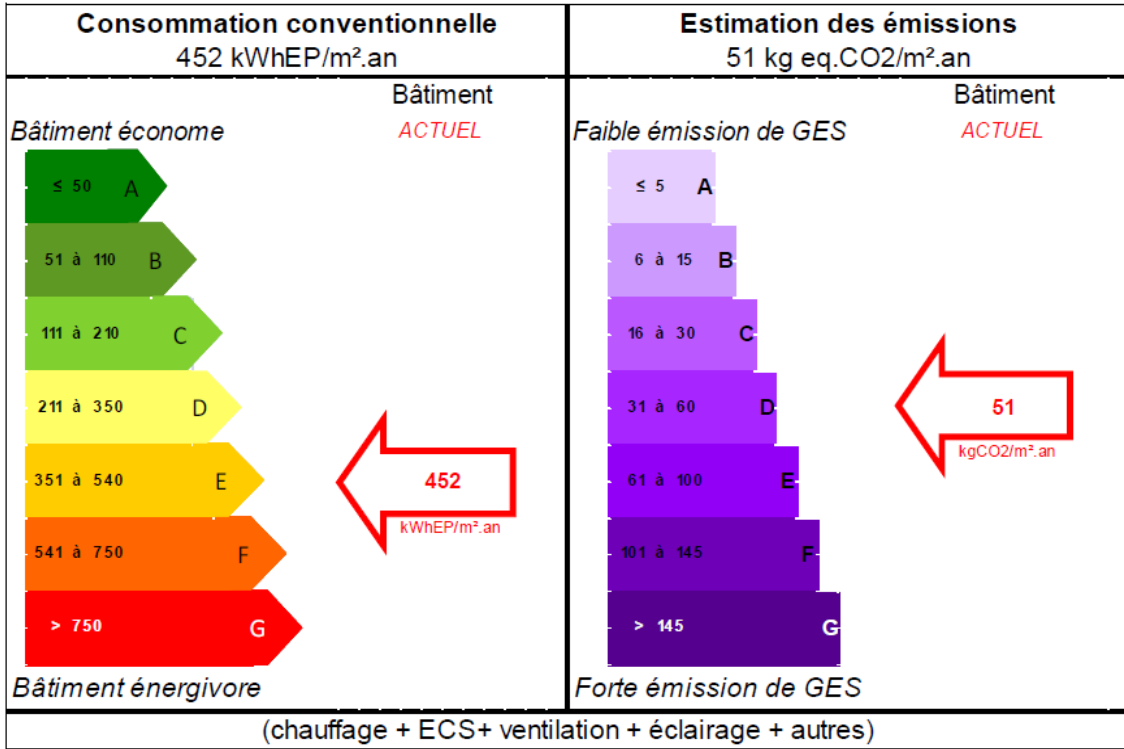 Consommation conventionnelle
452 kWhEP/m².an
Bâtiment
Bâtiment économe
ACTUEL
≤ 50 A
51 à 110 B
111 à 210 C
211 à 350 D
351 à 540 E
541 à 750 F
> 750 G
452
kWhEP/m².an
Bâtiment énergivore
Estimation des émissions
51 kg eq.CO2/m².an
Bâtiment
Faible émission de GES
ACTUEL
≤ 5 A
6 à 15 B
16 à 30 C
31 à 60 D
61 à 100 E
101 à 145 F
> 145 G
51
kgCO2/m².an
Forte émission de GES
(chauffage + ECS+ ventilation + éclairage + autres)